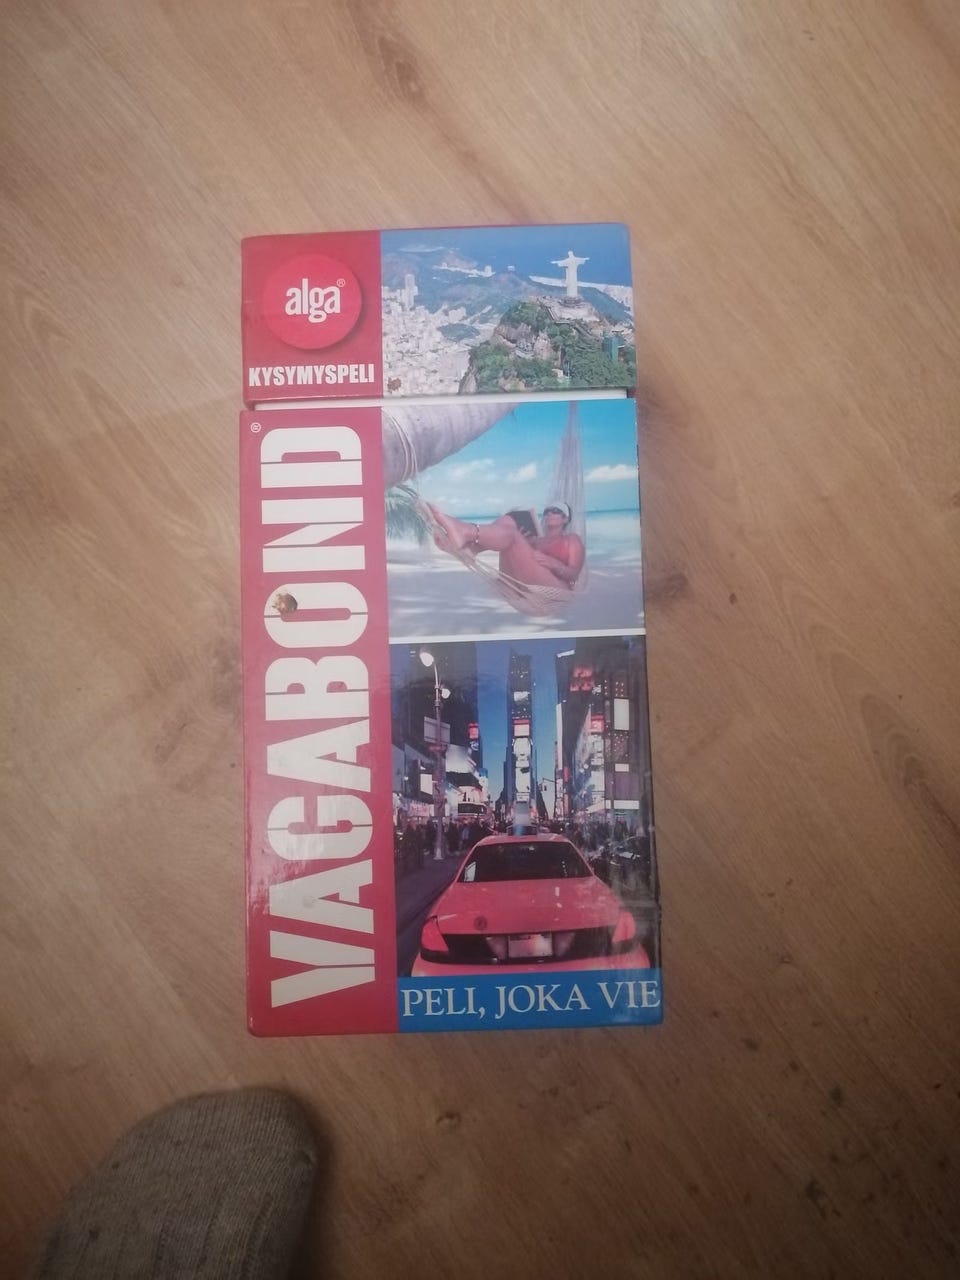 alga®
KYSYMYSPELI
VAGABOND®
PELI, JOKA VIE